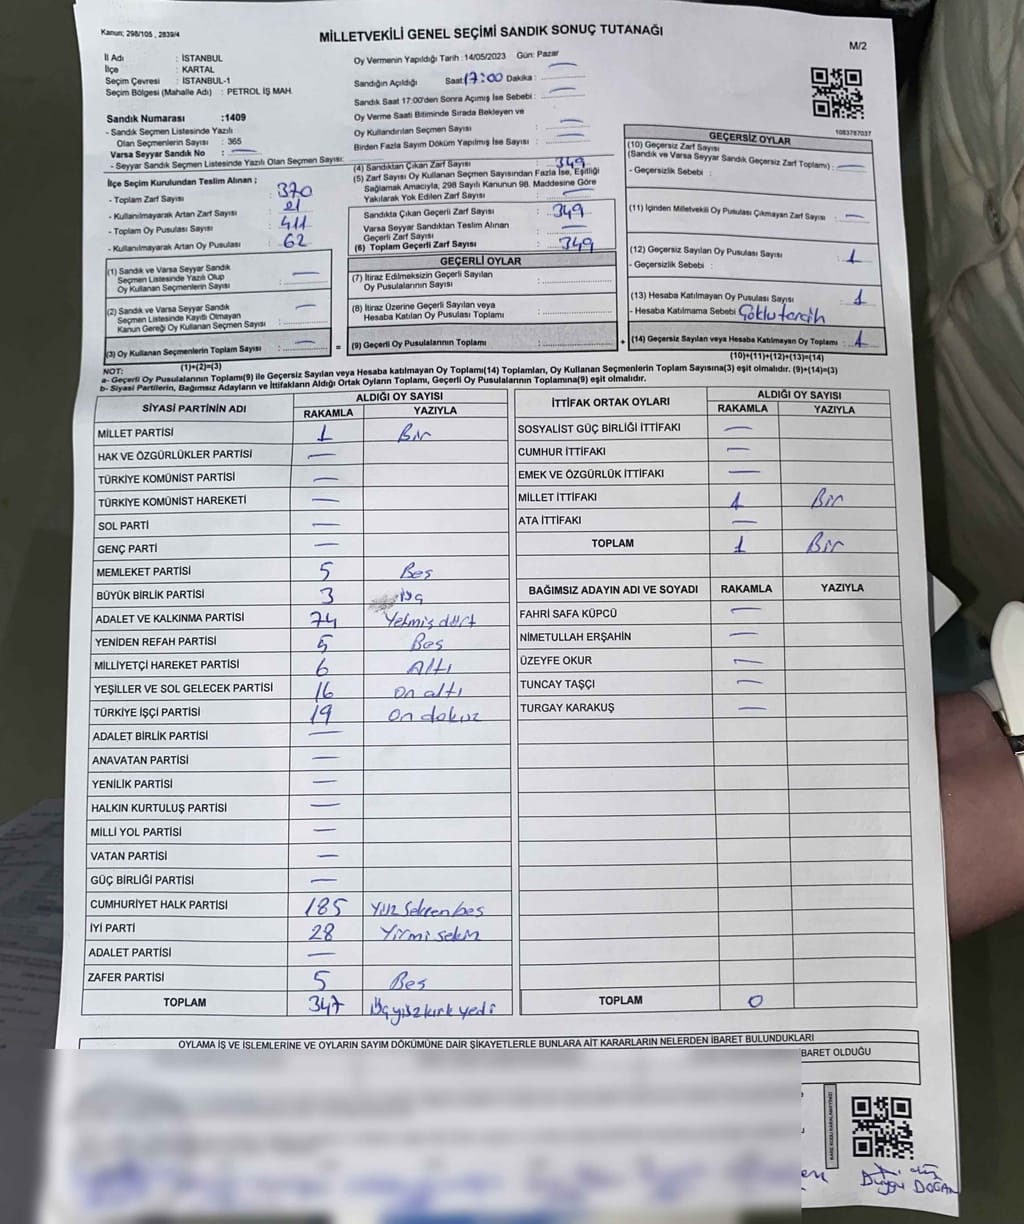 Kanun; 298/105 , 2839/4
MİLLETVEKİLİ GENEL SEÇİMİ SANDIK SONUÇ TUTANAĞI
M/2
İl Adı : İSTANBUL
İlçe : KARTAL
Seçim Çevresi : İSTANBUL-1
Seçim Bölgesi (Mahalle Adı) : PETROL İŞ MAH.
Sandık Numarası :1409
- Sandık Seçmen Listesinde Yazılı
Olan Seçmenlerin Sayısı : 365
Varsa Seyyar Sandık No : —
- Seyyar Sandık Seçmen Listesinde Yazılı Olan Seçmen Sayısı:
Oy Vermenin Yapıldığı Tarih :14/05/2023 Gün: Pazar
Sandığın Açıldığı Saat 17:00 Dakika : —
Sandık Saat 17:00'den Sonra Açımış İse Sebebi : —
Oy Verme Saati Bitiminde Sırada Bekleyen ve
Oy Kullandırılan Seçmen Sayısı : —
Birden Fazla Sayım Döküm Yapılmış İse Sayısı : —
1083787037
İlçe Seçim Kurulundan Teslim Alınan ;
- Toplam Zarf Sayısı : 370
- Kullanılmayarak Artan Zarf Sayısı : 21
- Toplam Oy Pusulası Sayısı : 411
- Kullanılmayarak Artan Oy Pusulası : 62
(1) Sandık ve Varsa Seyyar Sandık
Seçmen Listesinde Yazılı Olup
Oy Kullanan Seçmenlerin Sayısı : —
(2) Sandık ve Varsa Seyyar Sandık
Seçmen Listesinde Kayıtlı Olmayan
Kanun Gereği Oy Kullanan Seçmen Sayısı : —
(3) Oy Kullanan Seçmenlerin Toplam Sayısı : —
(1)+(2)=(3)
(4) Sandıktan Çıkan Zarf Sayısı : 349
(5) Zarf Sayısı Oy Kullanan Seçmen Sayısından Fazla İse, Eşitliği
Sağlamak Amacıyla, 298 Sayılı Kanunun 98. Maddesine Göre
Yakılarak Yok Edilen Zarf Sayısı : —
Sandıkta Çıkan Geçerli Zarf Sayısı : 349
Varsa Seyyar Sandıktan Teslim Alınan
Geçerli Zarf Sayısı : —
(6) Toplam Geçerli Zarf Sayısı : 349
GEÇERLİ OYLAR
(7) İtiraz Edilmeksizin Geçerli Sayılan
Oy Pusulalarının Sayısı :
(8) İtiraz Üzerine Geçerli Sayılan veya
Hesaba Katılan Oy Pusulası Toplamı :
= (9) Geçerli Oy Pusulalarının Toplamı : +
GEÇERSİZ OYLAR
(10) Geçersiz Zarf Sayısı
(Sandık ve Varsa Seyyar Sandık Geçersiz Zarf Toplamı) : —
- Geçersizlik Sebebi :
(11) İçinden Milletvekili Oy Pusulası Çıkmayan Zarf Sayısı : —
(12) Geçersiz Sayılan Oy Pusulası Sayısı : 1
- Geçersizlik Sebebi :
(13) Hesaba Katılmayan Oy Pusulası Sayısı : 1
- Hesaba Katılmama Sebebi : Çoklu tercih
(14) Geçersiz Sayılan veya Hesaba Katılmayan Oy Toplamı : 1
(10)+(11)+(12)+(13)=(14)
NOT:
a- Geçerli Oy Pusulalarının Toplamı(9) ile Geçersiz Sayılan veya Hesaba Katılmayan Oy Toplamı(14) Toplamları, Oy Kullanan Seçmenlerin Toplam Sayısına(3) eşit olmalıdır. (9)+(14)=(3)
b- Siyasi Partilerin, Bağımsız Adayların ve İttifakların Aldığı Ortak Oyların Toplamı, Geçerli Oy Pusulalarının Toplamına(9) eşit olmalıdır.
SİYASİ PARTİNİN ADI ALDIĞI OY SAYISI
RAKAMLA YAZIYLA
MİLLET PARTİSİ 1 Bir
HAK VE ÖZGÜRLÜKLER PARTİSİ —
TÜRKİYE KOMÜNİST PARTİSİ —
TÜRKİYE KOMÜNİST HAREKETİ —
SOL PARTİ —
GENÇ PARTİ —
MEMLEKET PARTİSİ 5 Beş
BÜYÜK BİRLİK PARTİSİ 3 üç
ADALET VE KALKINMA PARTİSİ 74 Yetmiş dört
YENİDEN REFAH PARTİSİ 5 Beş
MİLLİYETÇİ HAREKET PARTİSİ 6 Altı
YEŞİLLER VE SOL GELECEK PARTİSİ 16 On altı
TÜRKİYE İŞÇİ PARTİSİ 19 On dokuz
ADALET BİRLİK PARTİSİ —
ANAVATAN PARTİSİ —
YENİLİK PARTİSİ —
HALKIN KURTULUŞ PARTİSİ —
MİLLİ YOL PARTİSİ —
VATAN PARTİSİ —
GÜÇ BİRLİĞİ PARTİSİ —
CUMHURİYET HALK PARTİSİ 185 Yüz Seksen beş
İYİ PARTİ 28 Yirmi sekiz
ADALET PARTİSİ —
ZAFER PARTİSİ 5 Beş
TOPLAM 347 Üç yüz kırk yedi
İTTİFAK ORTAK OYLARI ALDIĞI OY SAYISI
RAKAMLA YAZIYLA
SOSYALİST GÜÇ BİRLİĞİ İTTİFAKI —
CUMHUR İTTİFAKI —
EMEK VE ÖZGÜRLÜK İTTİFAKI —
MİLLET İTTİFAKI 1 Bir
ATA İTTİFAKI —
TOPLAM 1 Bir
BAĞIMSIZ ADAYIN ADI VE SOYADI RAKAMLA YAZIYLA
FAHRİ SAFA KÜPCÜ —
NİMETULLAH ERŞAHİN —
ÜZEYFE OKUR —
TUNCAY TAŞÇI —
TURGAY KARAKUŞ —
TOPLAM 0
OYLAMA İŞ VE İŞLEMLERİNE VE OYLARIN SAYIM DÖKÜMÜNE DAİR ŞİKAYETLERLE BUNLARA AİT KARARLARIN NELERDEN İBARET BULUNDUKLARI
BARET OLDUĞU
Duygu DOĞAN